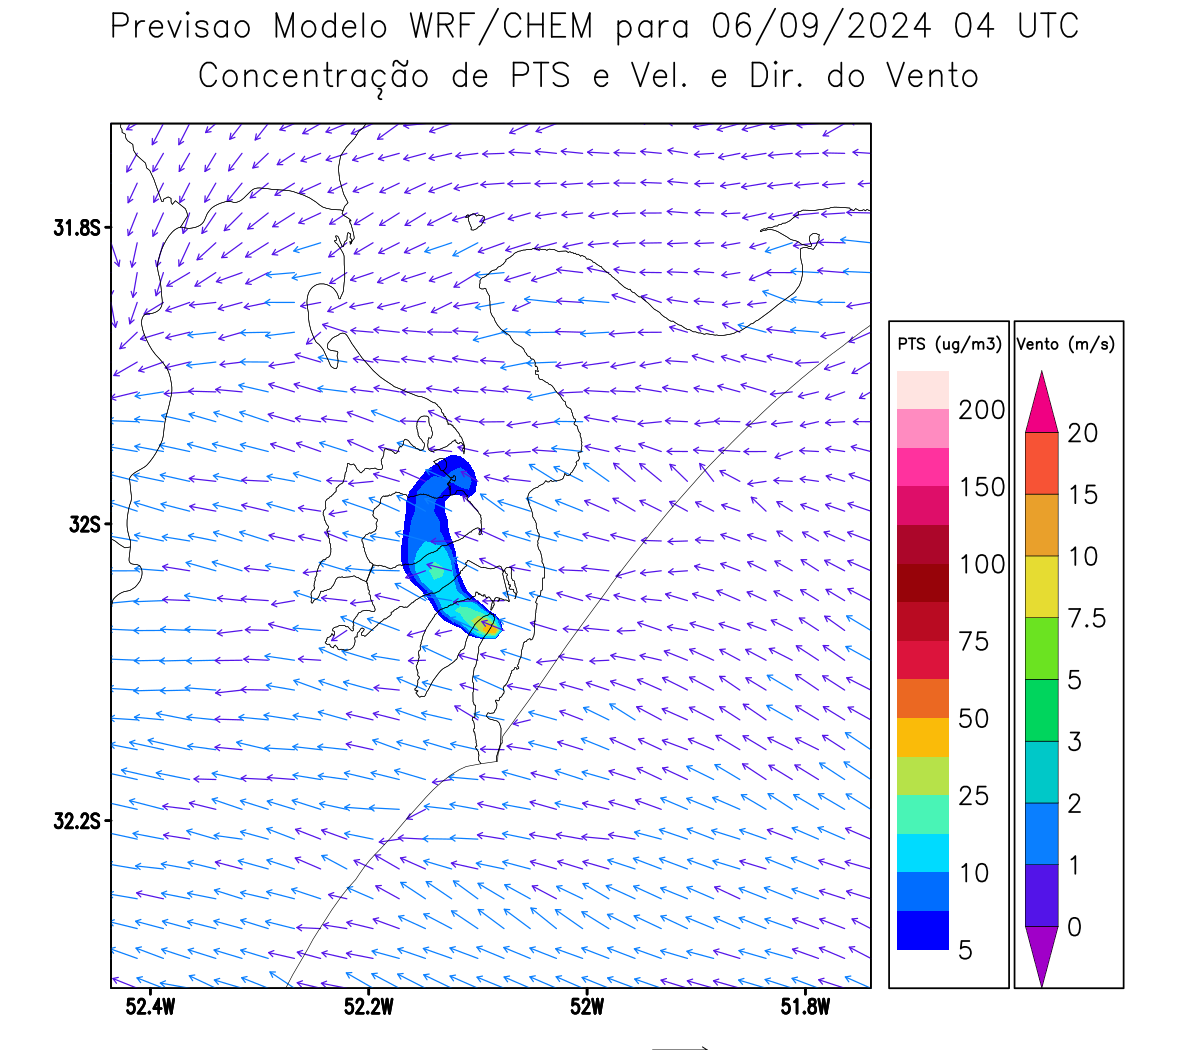 Previsao Modelo WRF/CHEM para 06/09/2024 04 UTC
Concentração de PTS e Vel. e Dir. do Vento
31.8S
32S
32.2S
52.4W 52.2W 52W 51.8W
PTS (ug/m3)
200
150
100
75
50
25
10
5
Vento (m/s)
20
15
10
7.5
5
3
2
1
0